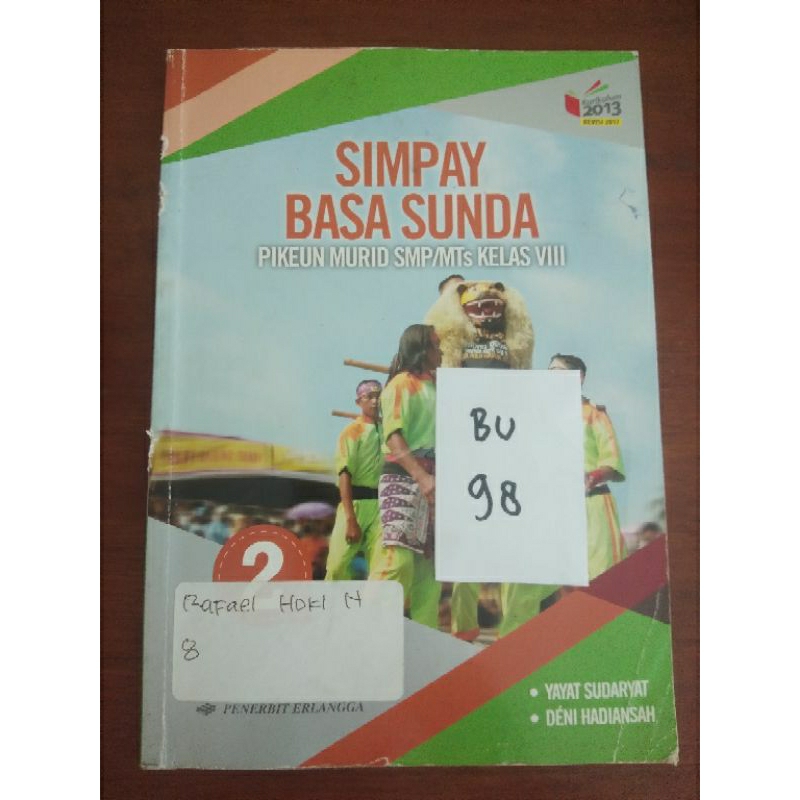 Kurikulum
2013
REVISI 2017
SIMPAY
BASA SUNDA
PIKEUN MURID SMP/MTs KELAS VIII
BU
98
2
Rafael HOKI H
8
PENERBIT ERLANGGA
• YAYAT SUDARYAT
• DÉNI HADIANSAH